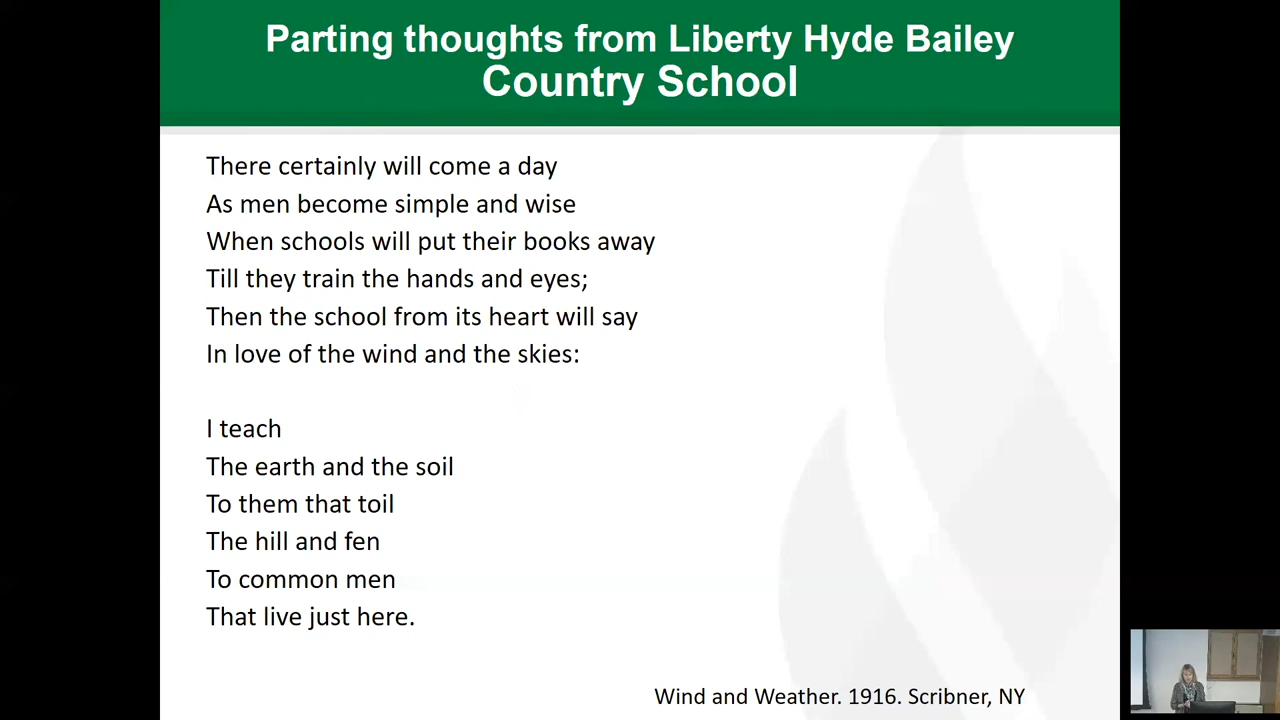 Parting thoughts from Liberty Hyde Bailey
Country School
There certainly will come a day
As men become simple and wise
When schools will put their books away
Till they train the hands and eyes;
Then the school from its heart will say
In love of the wind and the skies:
I teach
The earth and the soil
To them that toil
The hill and fen
To common men
That live just here.
Wind and Weather. 1916. Scribner, NY